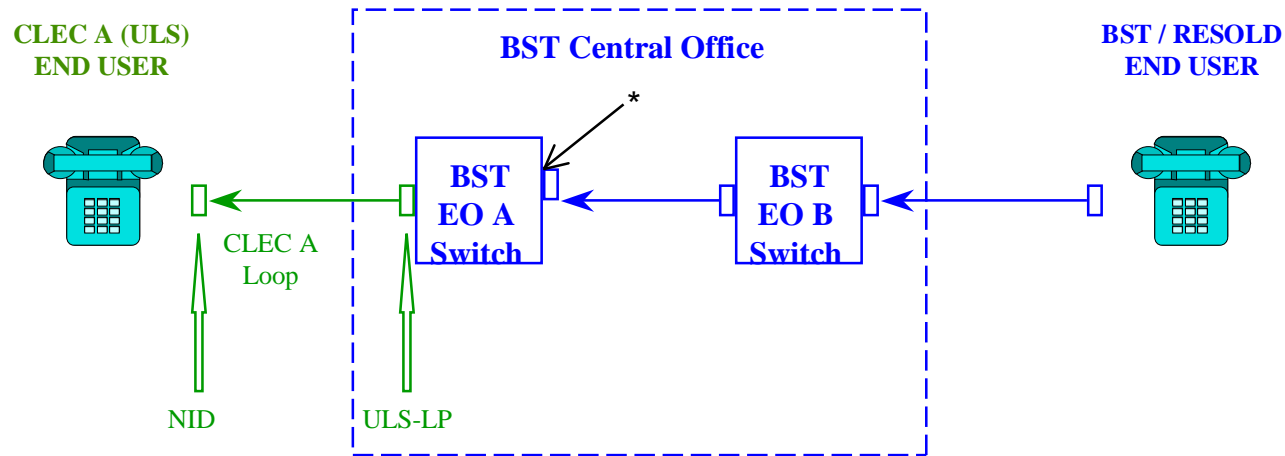 CLEC A (ULS)
END USER
BST Central Office
BST / RESOLD
END USER
*
BST
EO A
Switch
BST
EO B
Switch
CLEC A
Loop
NID
ULS-LP